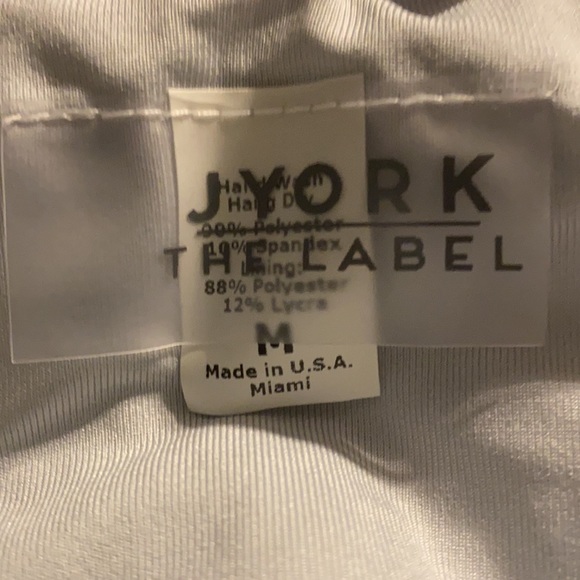 JYORK
THE LABEL
Hand Wash
Hang Dry
90% Polyester
10% Spandex
Lining:
88% Polyester
12% Lycra
M
Made in U.S.A.
Miami